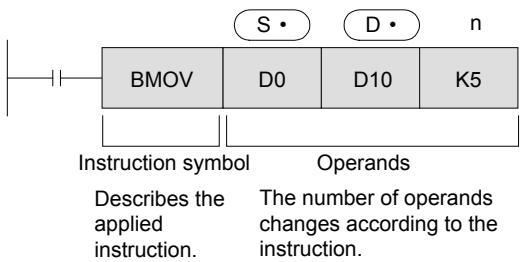 S • D • n
BMOV D0 D10 K5
Instruction symbol Operands
Describes the
applied
instruction.
The number of operands
changes according to the
instruction.